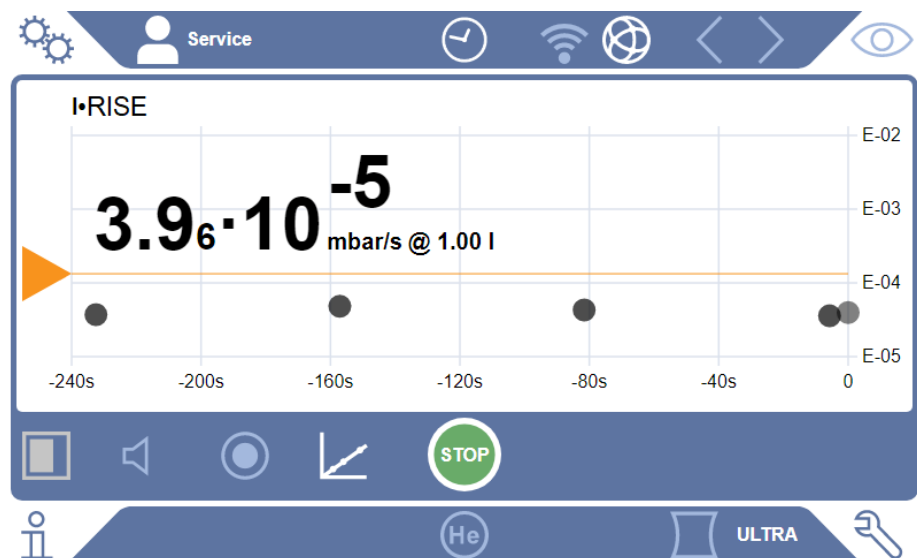 Service
I•RISE
E-02
3.96·10-5 mbar/s @ 1.00 l
E-03
E-04
E-05
-240s -200s -160s -120s -80s -40s 0
STOP
He
ULTRA